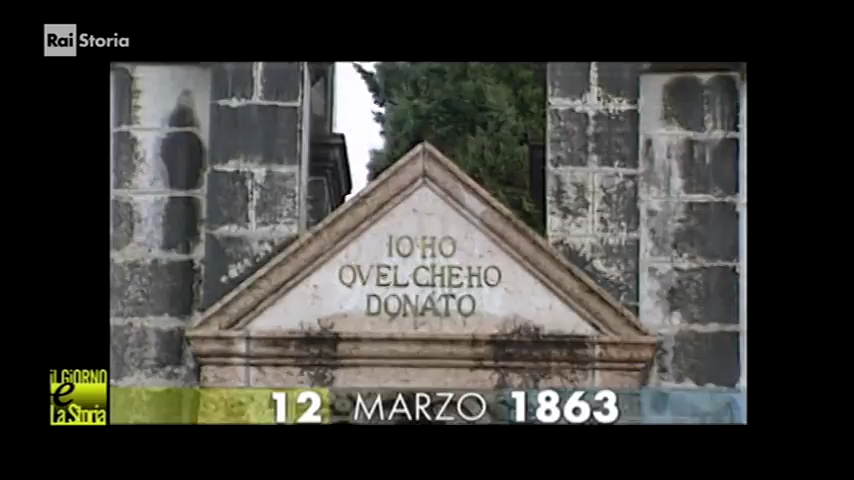 Rai Storia
IO HO
QVEL CHE HO
DONATO
iL GiORNO
è
La Storia
12 MARZO 1863